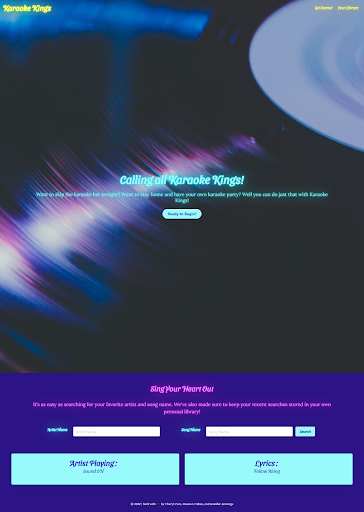 Karaoke Kings
Get Started Your Library
Calling all Karaoke Kings!
Want to skip the karaoke bar tonight? Want to stay home and have your own karaoke party? Well you can do just that with Karaoke
Kings!
Ready to Begin?
Sing Your Heart Out
It's as easy as searching for your favorite artist and song name. We've also made sure to keep your recent searches stored in your own
personal library!
Artist Name
Artist Name
Song Name
Song Name
Search
Artist Playing:
Sound ON
Lyrics:
Follow Along